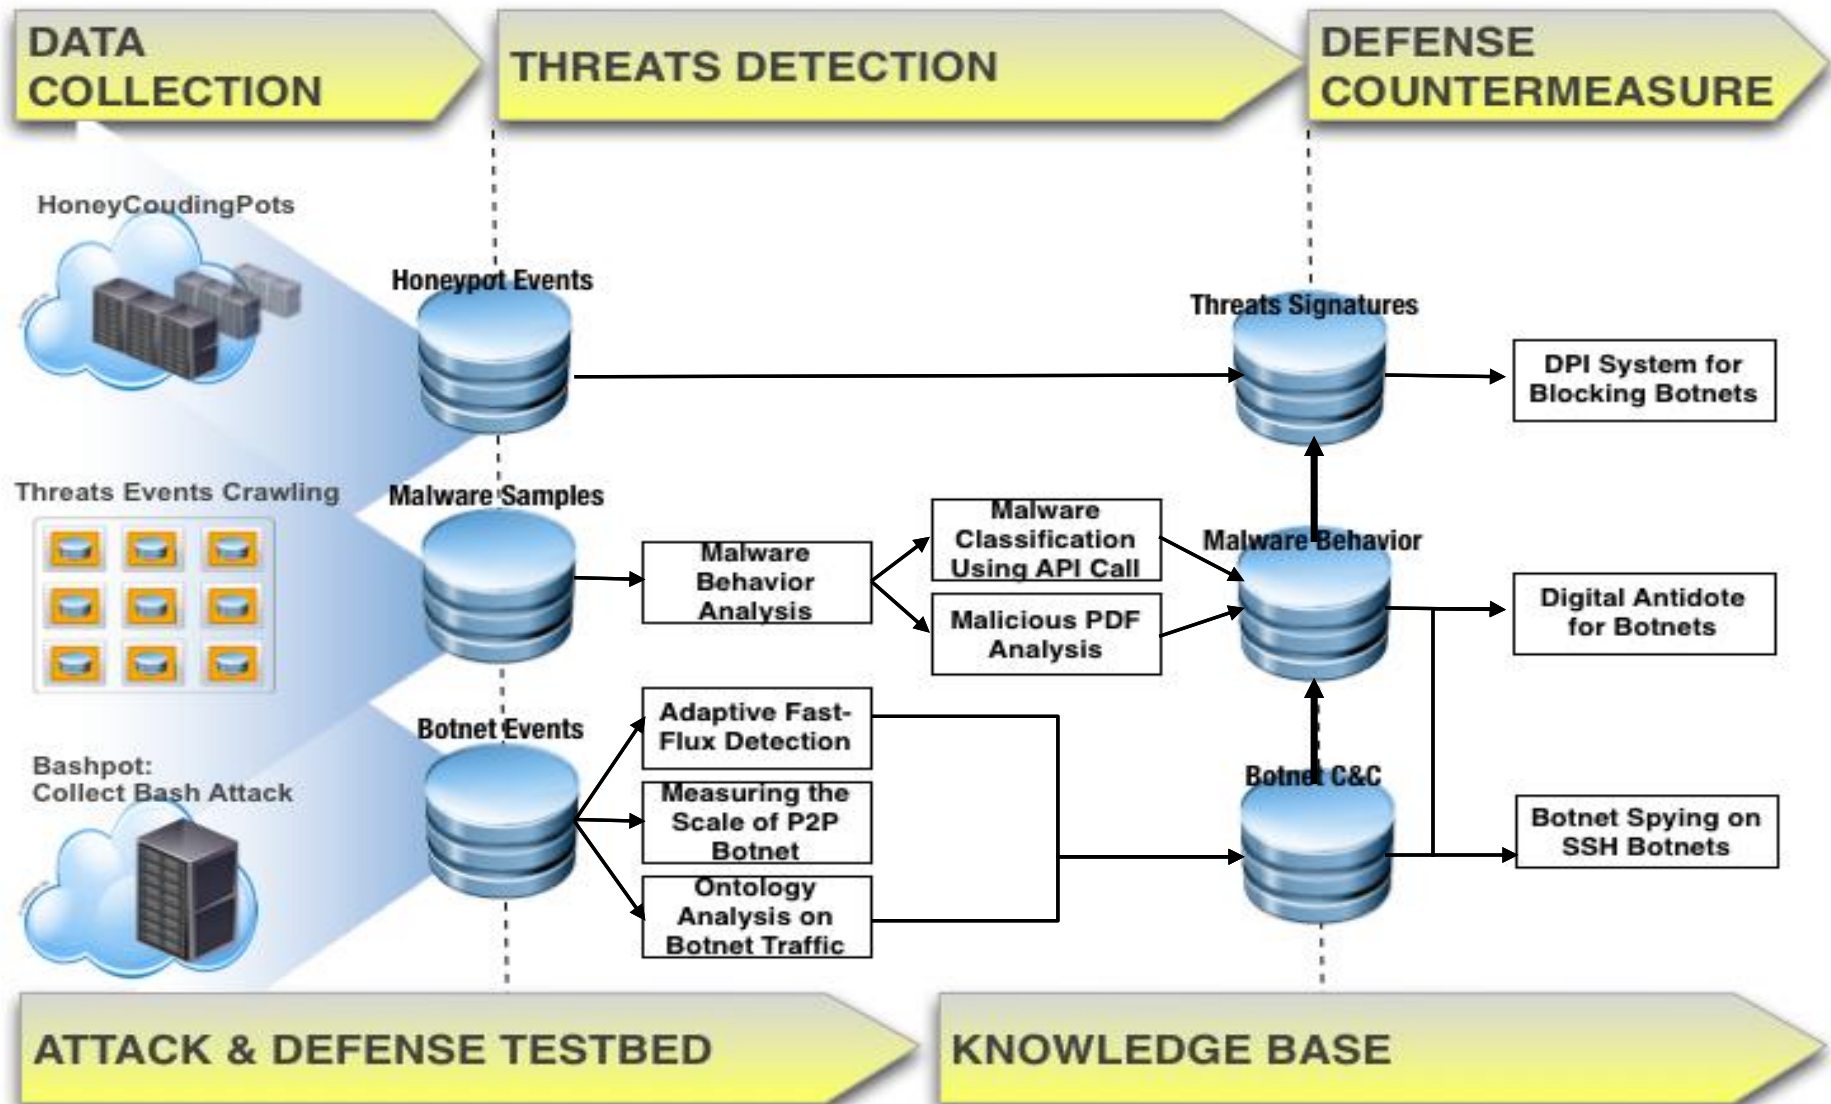 DATA
COLLECTION
THREATS DETECTION
DEFENSE
COUNTERMEASURE
HoneyCoudingPots
Honeypot Events
Threats Signatures
DPI System for
Blocking Botnets
Threats Events Crawling
Malware Samples
Malware
Behavior
Analysis
Malware
Classification
Using API Call
Malicious PDF
Analysis
Malware Behavior
Digital Antidote
for Botnets
Bashpot:
Collect Bash Attack
Botnet Events
Adaptive Fast-
Flux Detection
Measuring the
Scale of P2P
Botnet
Ontology
Analysis on
Botnet Traffic
Botnet C&C
Botnet Spying on
SSH Botnets
ATTACK & DEFENSE TESTBED
KNOWLEDGE BASE